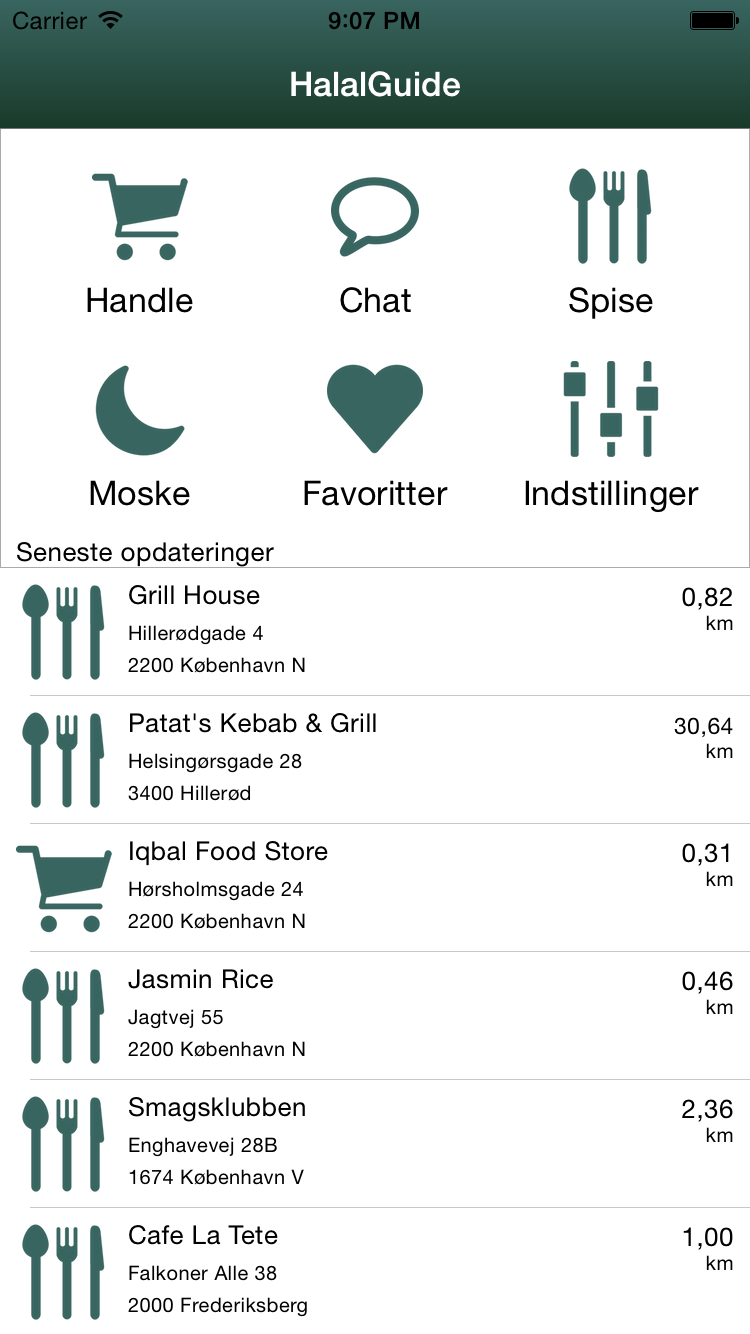 Carrier 9:07 PM
HalalGuide
Handle Chat Spise
Moske Favoritter Indstillinger
Seneste opdateringer
Grill House 0,82
Hillerødgade 4 km
2200 København N
Patat's Kebab & Grill 30,64
Helsingørsgade 28 km
3400 Hillerød
Iqbal Food Store 0,31
Hørsholmsgade 24 km
2200 København N
Jasmin Rice 0,46
Jagtvej 55 km
2200 København N
Smagsklubben 2,36
Enghavevej 28B km
1674 København V
Cafe La Tete 1,00
Falkoner Alle 38 km
2000 Frederiksberg